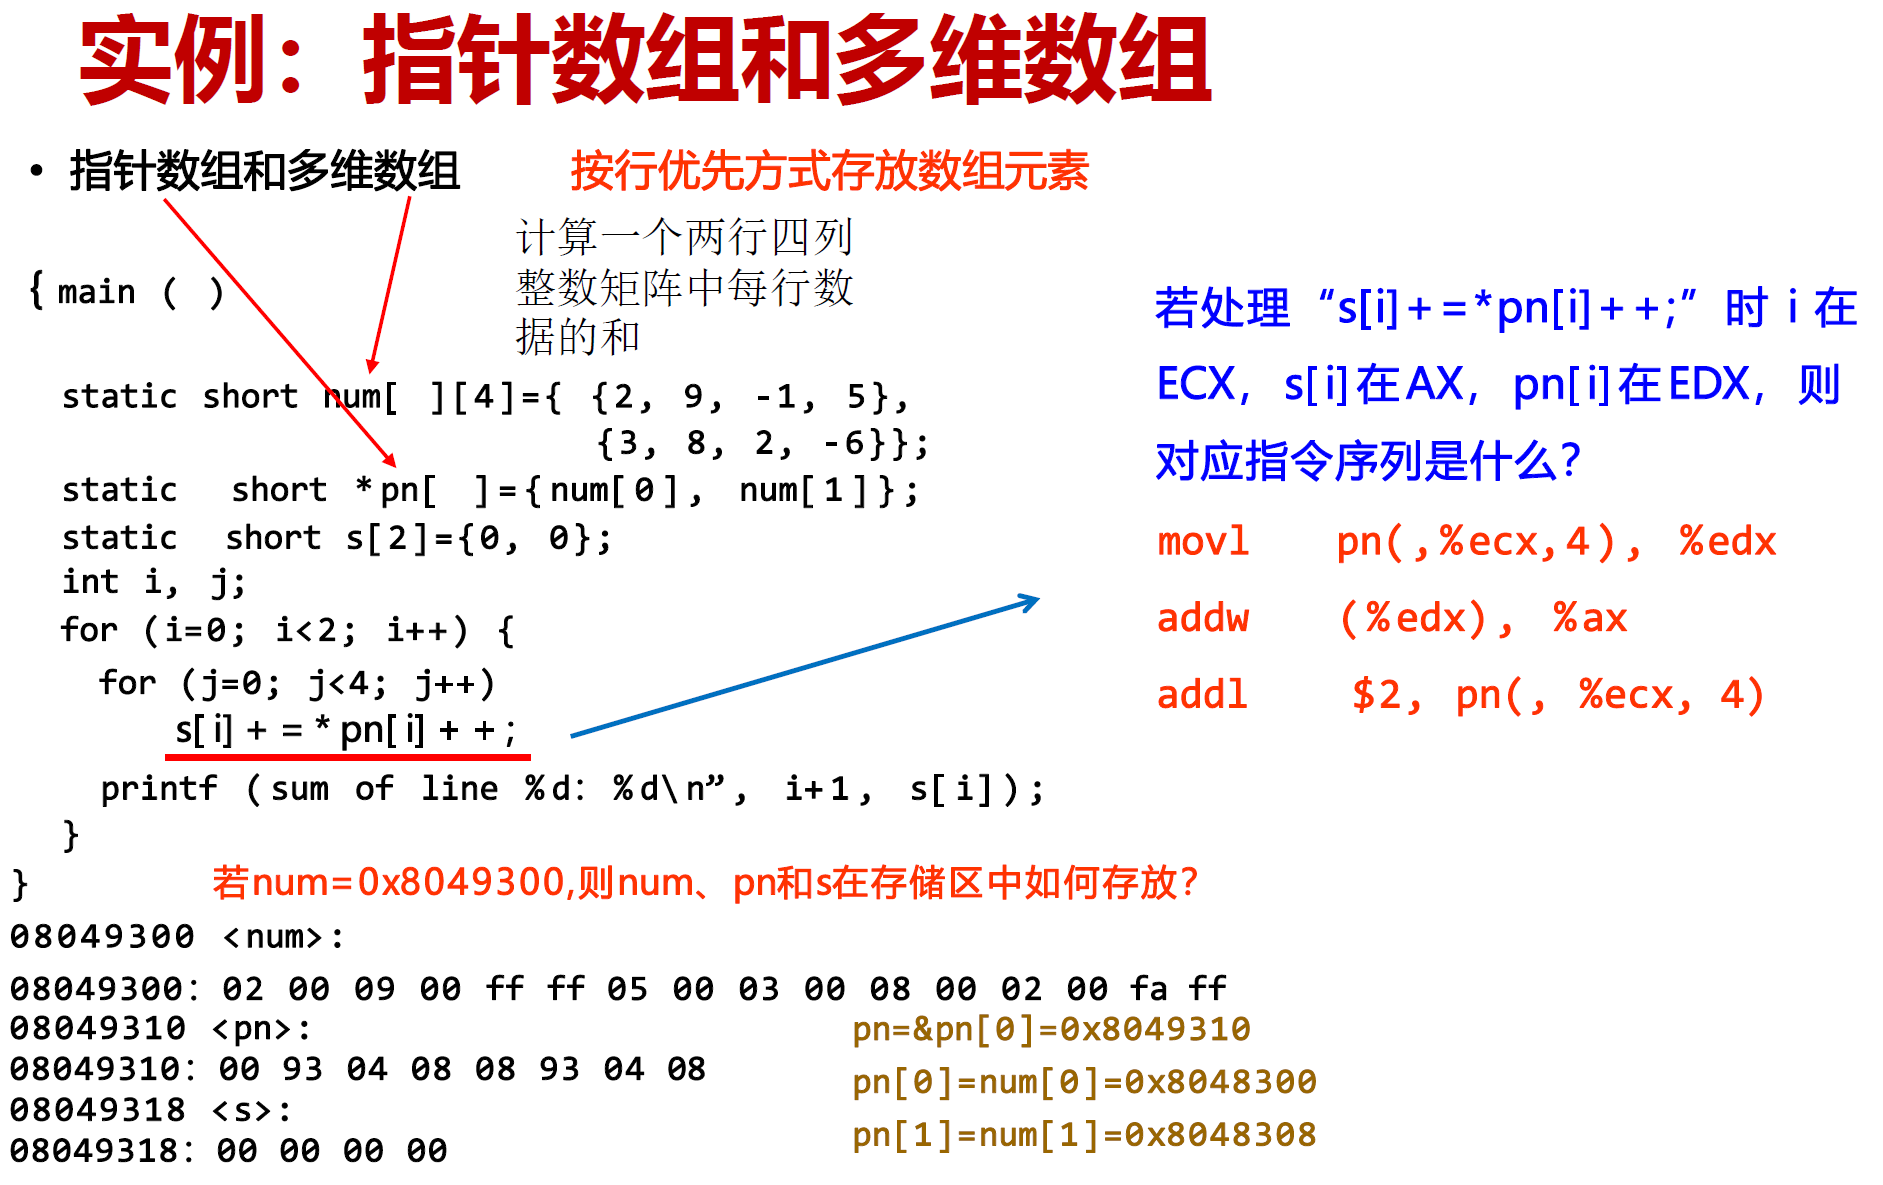 实例：指针数组和多维数组
• 指针数组和多维数组
按行优先方式存放数组元素
计算一个两行四列
整数矩阵中每行数
据的和
{ main ( )
static short num[ ][4]={ {2, 9, -1, 5},
{3, 8, 2, -6}};
static short *pn[ ]={num[0], num[1]};
static short s[2]={0, 0};
int i, j;
for (i=0; i<2; i++) {
for (j=0; j<4; j++)
s[i]+=*pn[i]++;
printf (sum of line %d: %d\n”, i+1, s[i]);
}
}
若处理“s[i]+=*pn[i]++;”时 i 在
ECX，s[i]在AX，pn[i]在EDX，则
对应指令序列是什么？
movl pn(,%ecx,4), %edx
addw (%edx), %ax
addl $2, pn(, %ecx, 4)
若num=0x8049300,则num、pn和s在存储区中如何存放？
08049300 <num>:
08049300: 02 00 09 00 ff ff 05 00 03 00 08 00 02 00 fa ff
08049310 <pn>:
08049310: 00 93 04 08 08 93 04 08
08049318 <s>:
08049318: 00 00 00 00
pn=&pn[0]=0x8049310
pn[0]=num[0]=0x8048300
pn[1]=num[1]=0x8048308